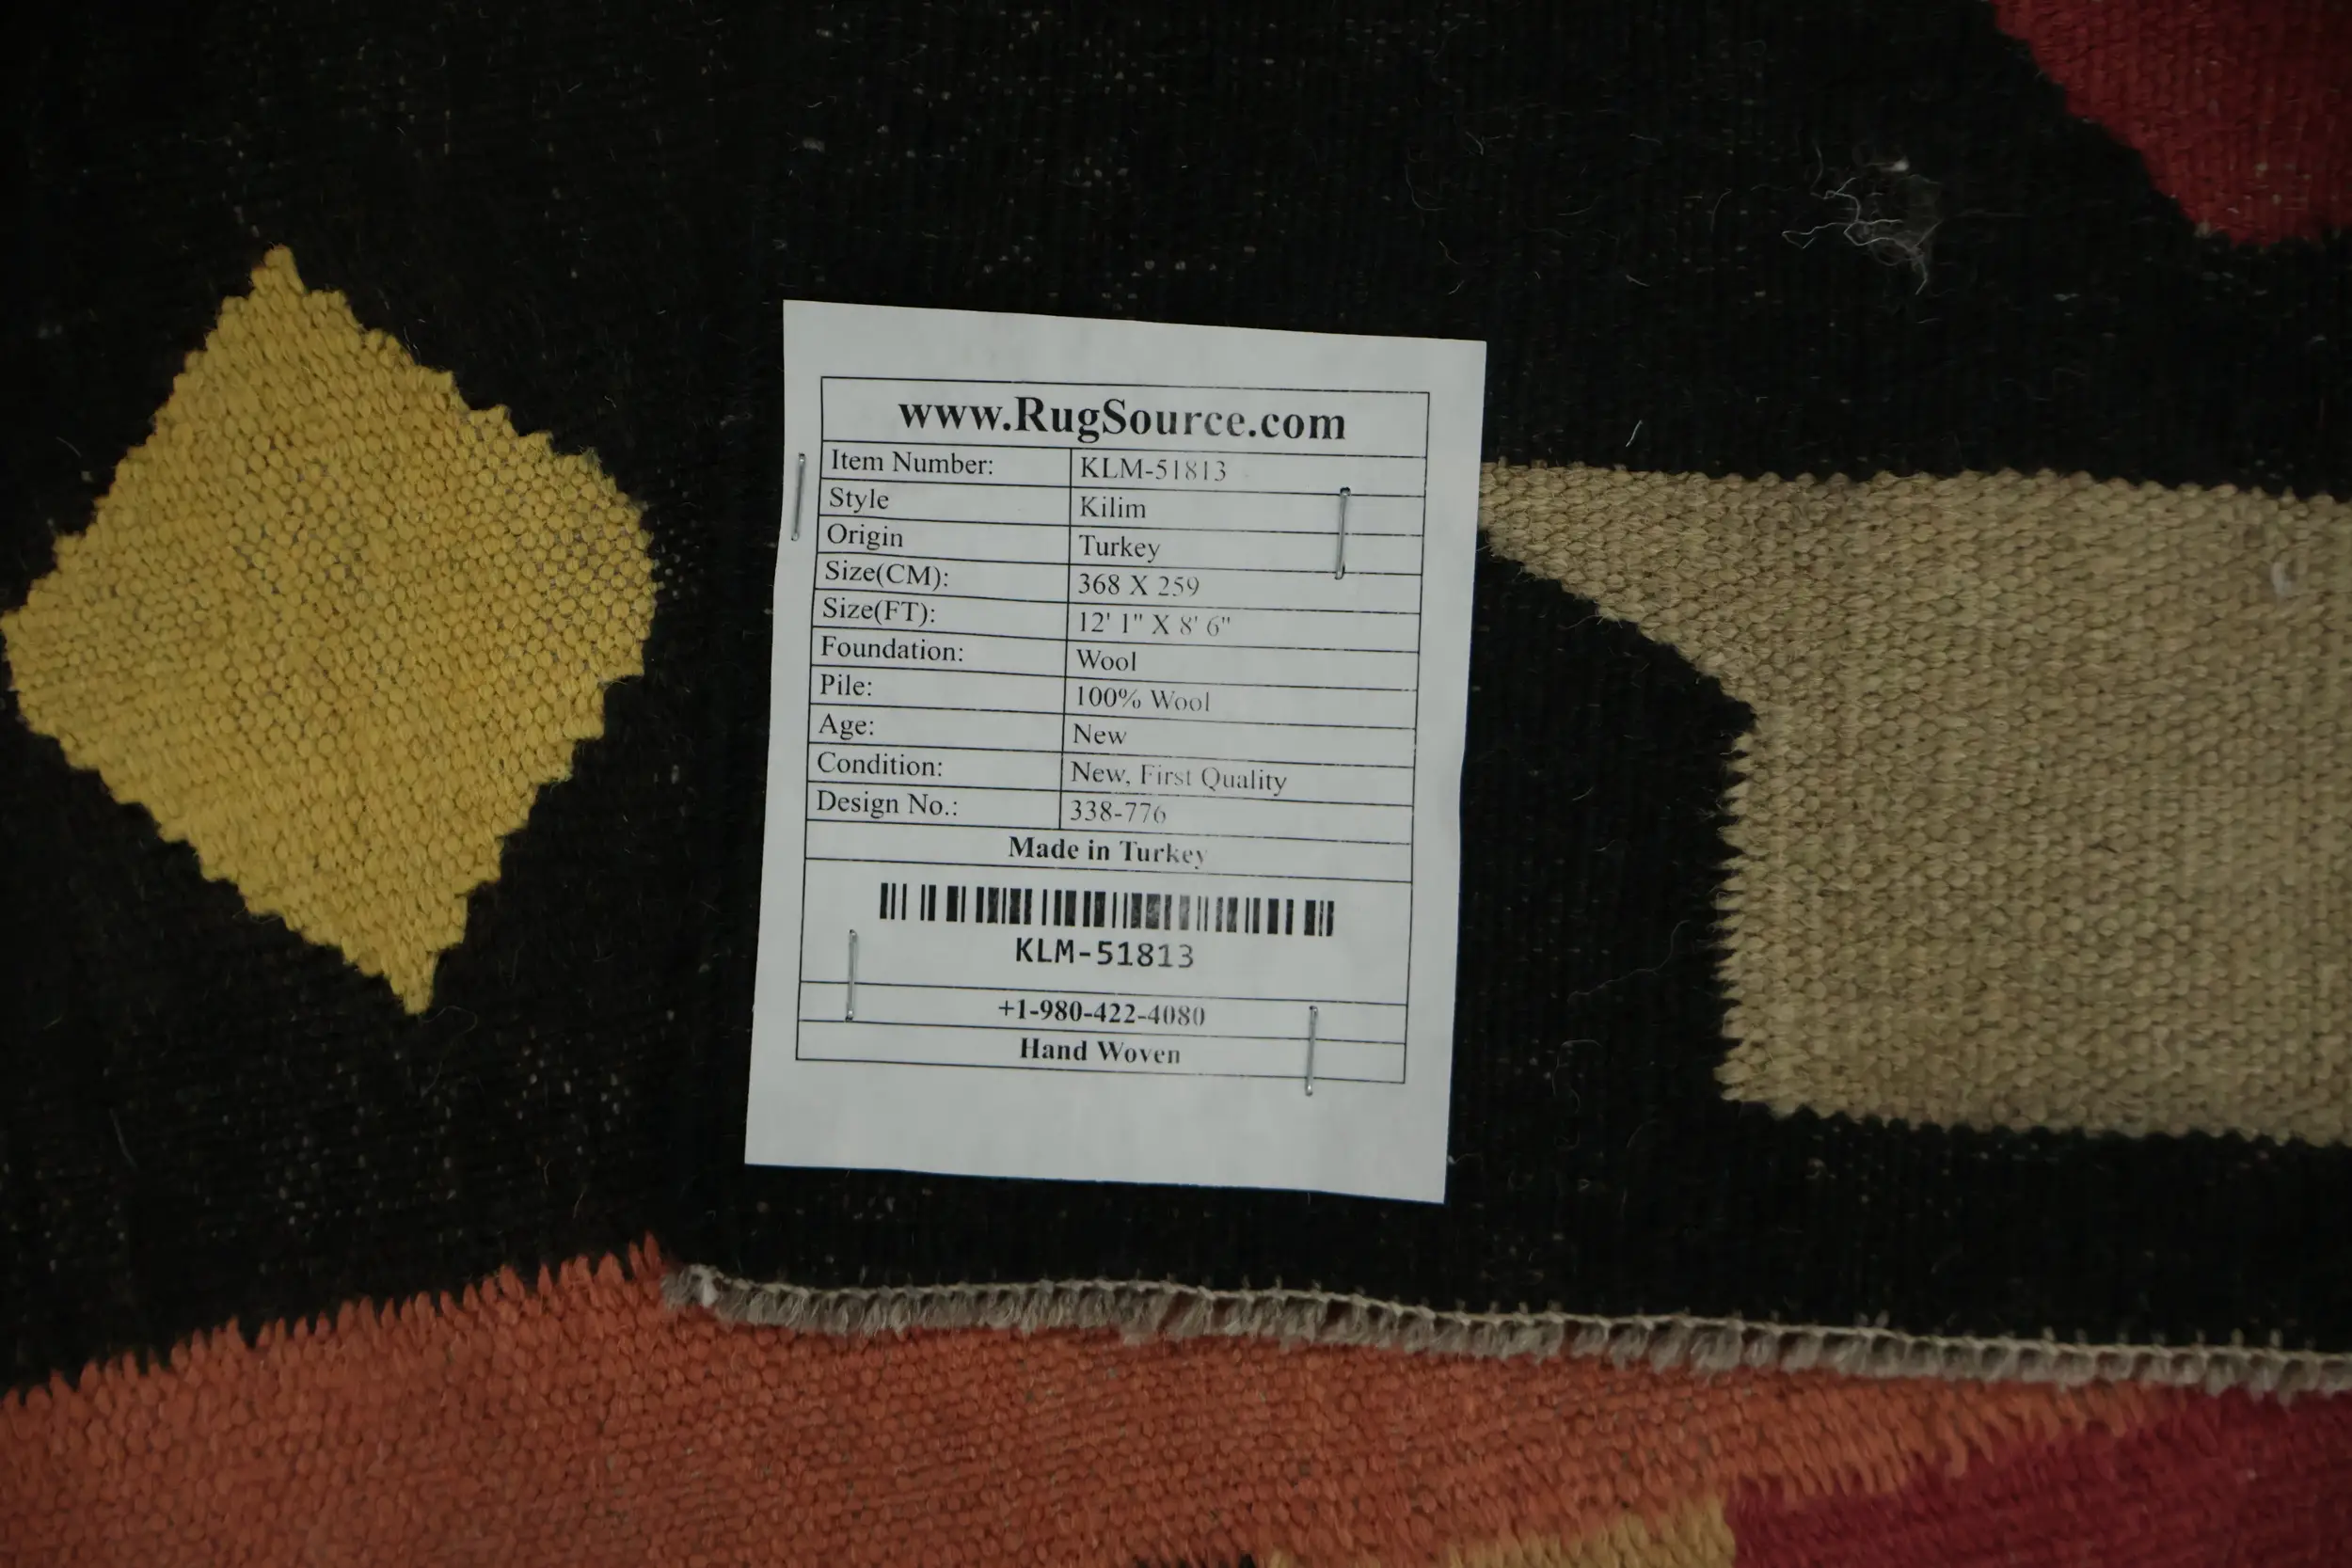 www.RugSource.com
Item Number: KLM-51813
Style Kilim
Origin Turkey
Size(CM): 368 X 259
Size(FT): 12' 1" X 8' 6"
Foundation: Wool
Pile: 100% Wool
Age: New
Condition: New, First Quality
Design No.: 338-776
Made in Turkey
KLM-51813
+1-980-422-4080
Hand Woven